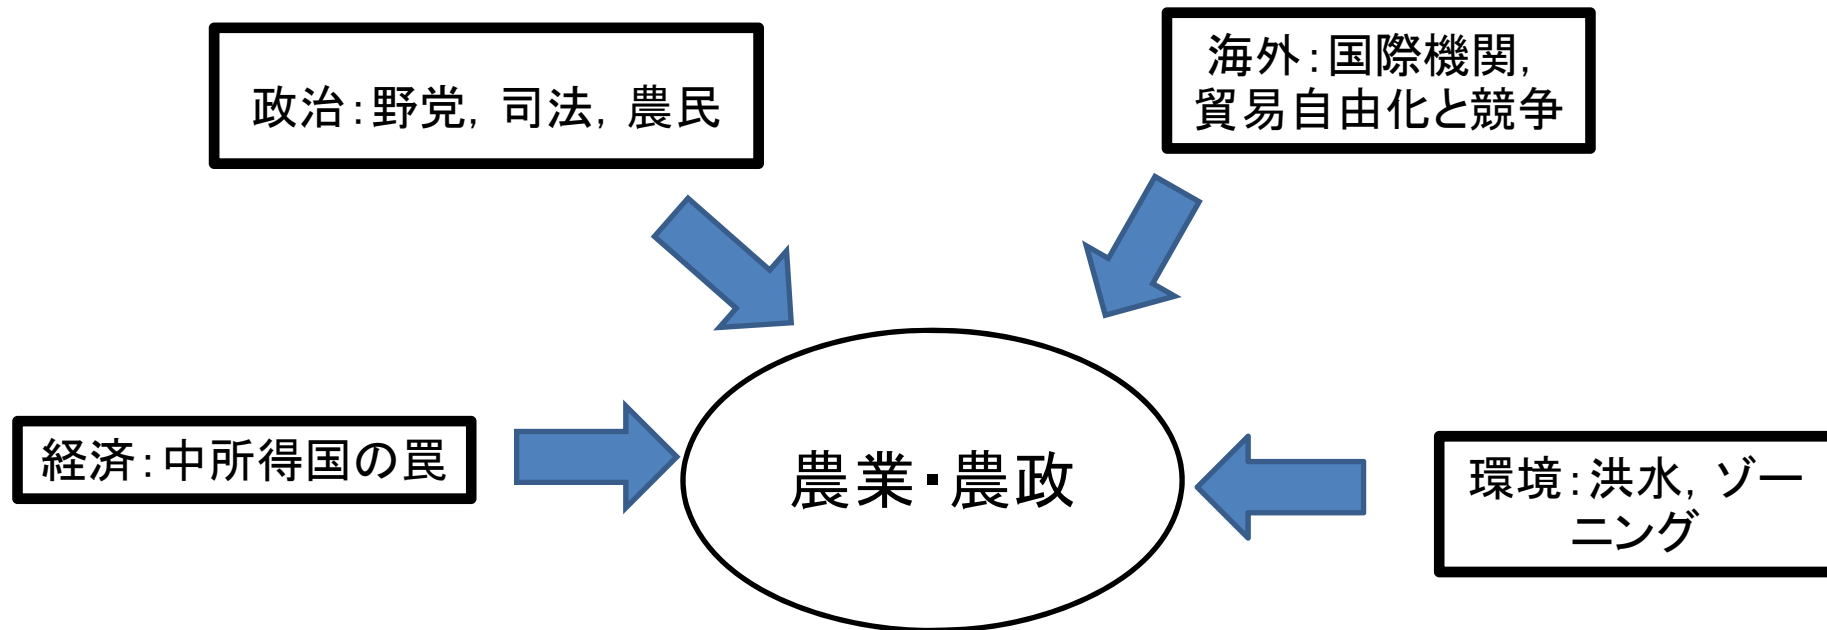 政治：野党，司法，農民
海外：国際機関，
貿易自由化と競争
経済：中所得国の罠
農業・農政
環境：洪水，ゾー
ニング